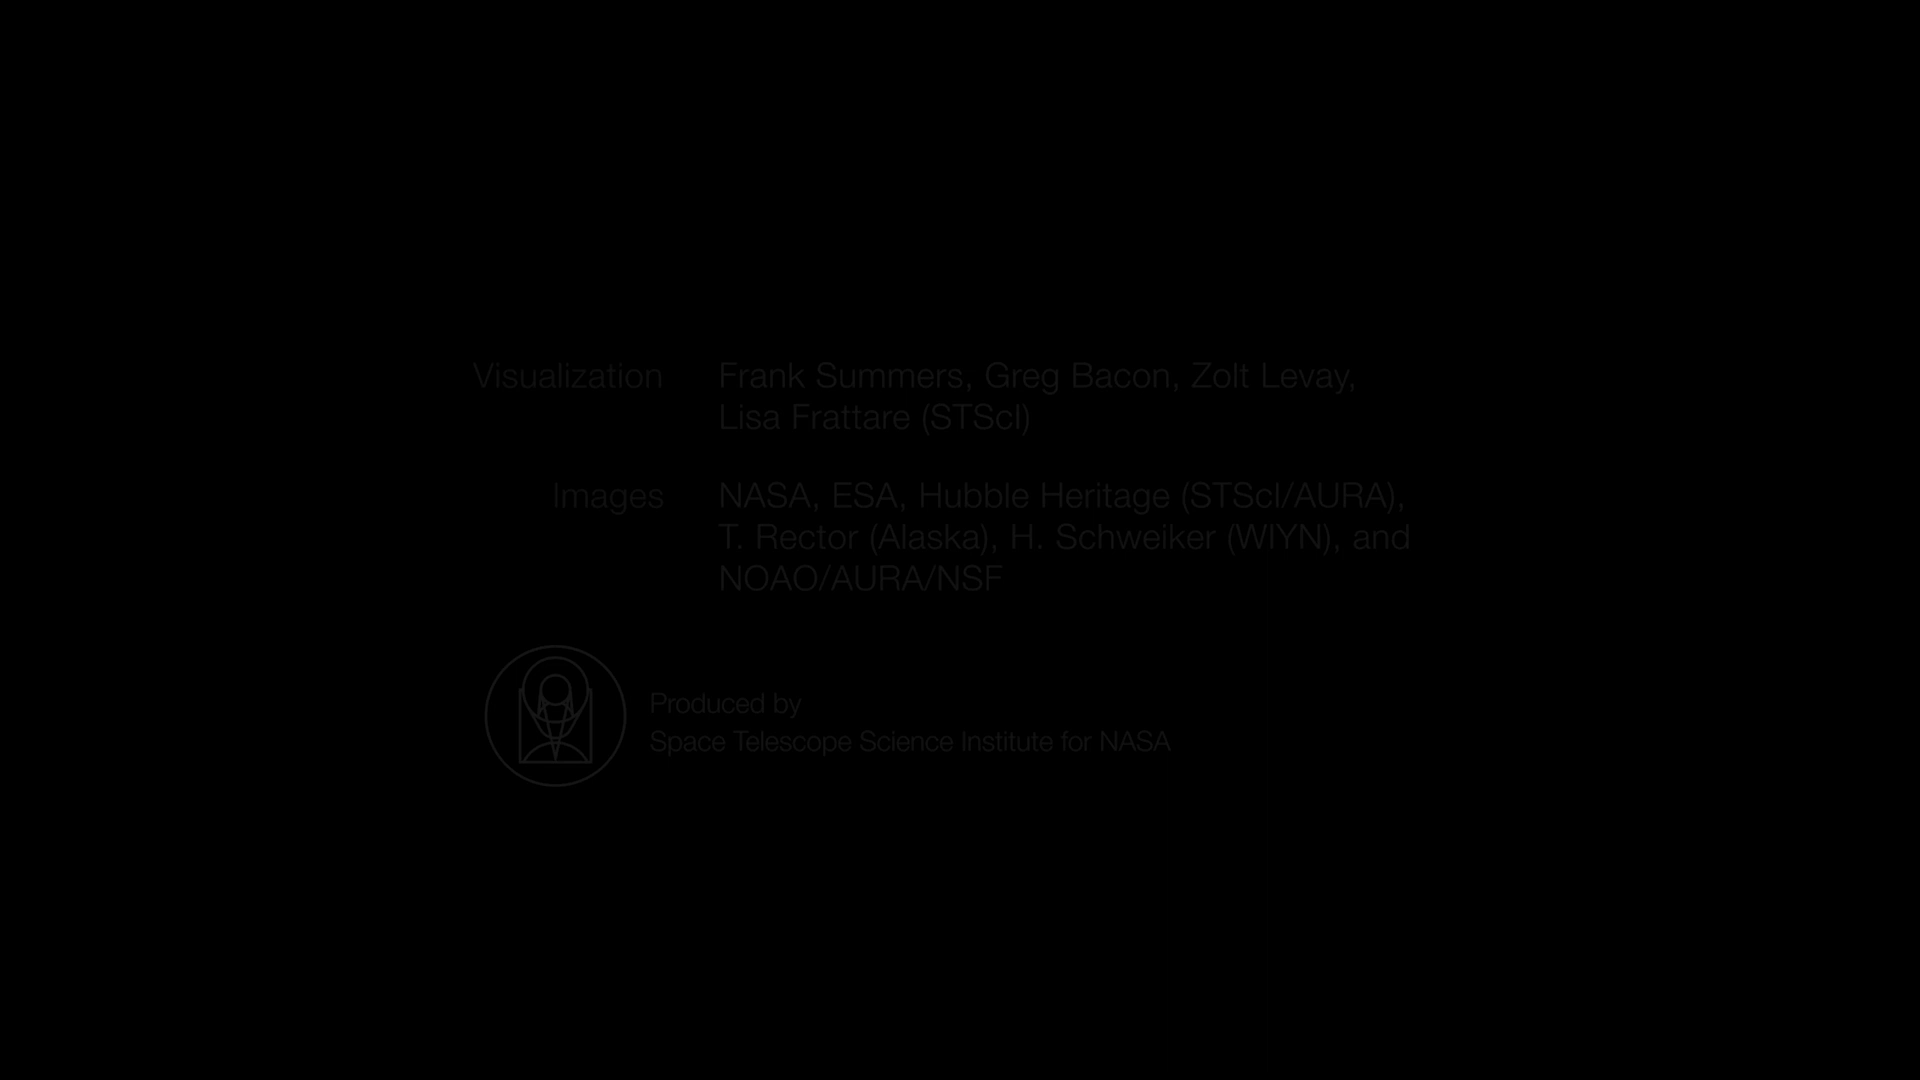 Visualization Frank Summers, Greg Bacon, Zolt Levay,
Lisa Frattare (STScI)
Images NASA, ESA, Hubble Heritage (STScI/AURA),
T. Rector (Alaska), H. Schweiker (WIYN), and
NOAO/AURA/NSF
Produced by
Space Telescope Science Institute for NASA